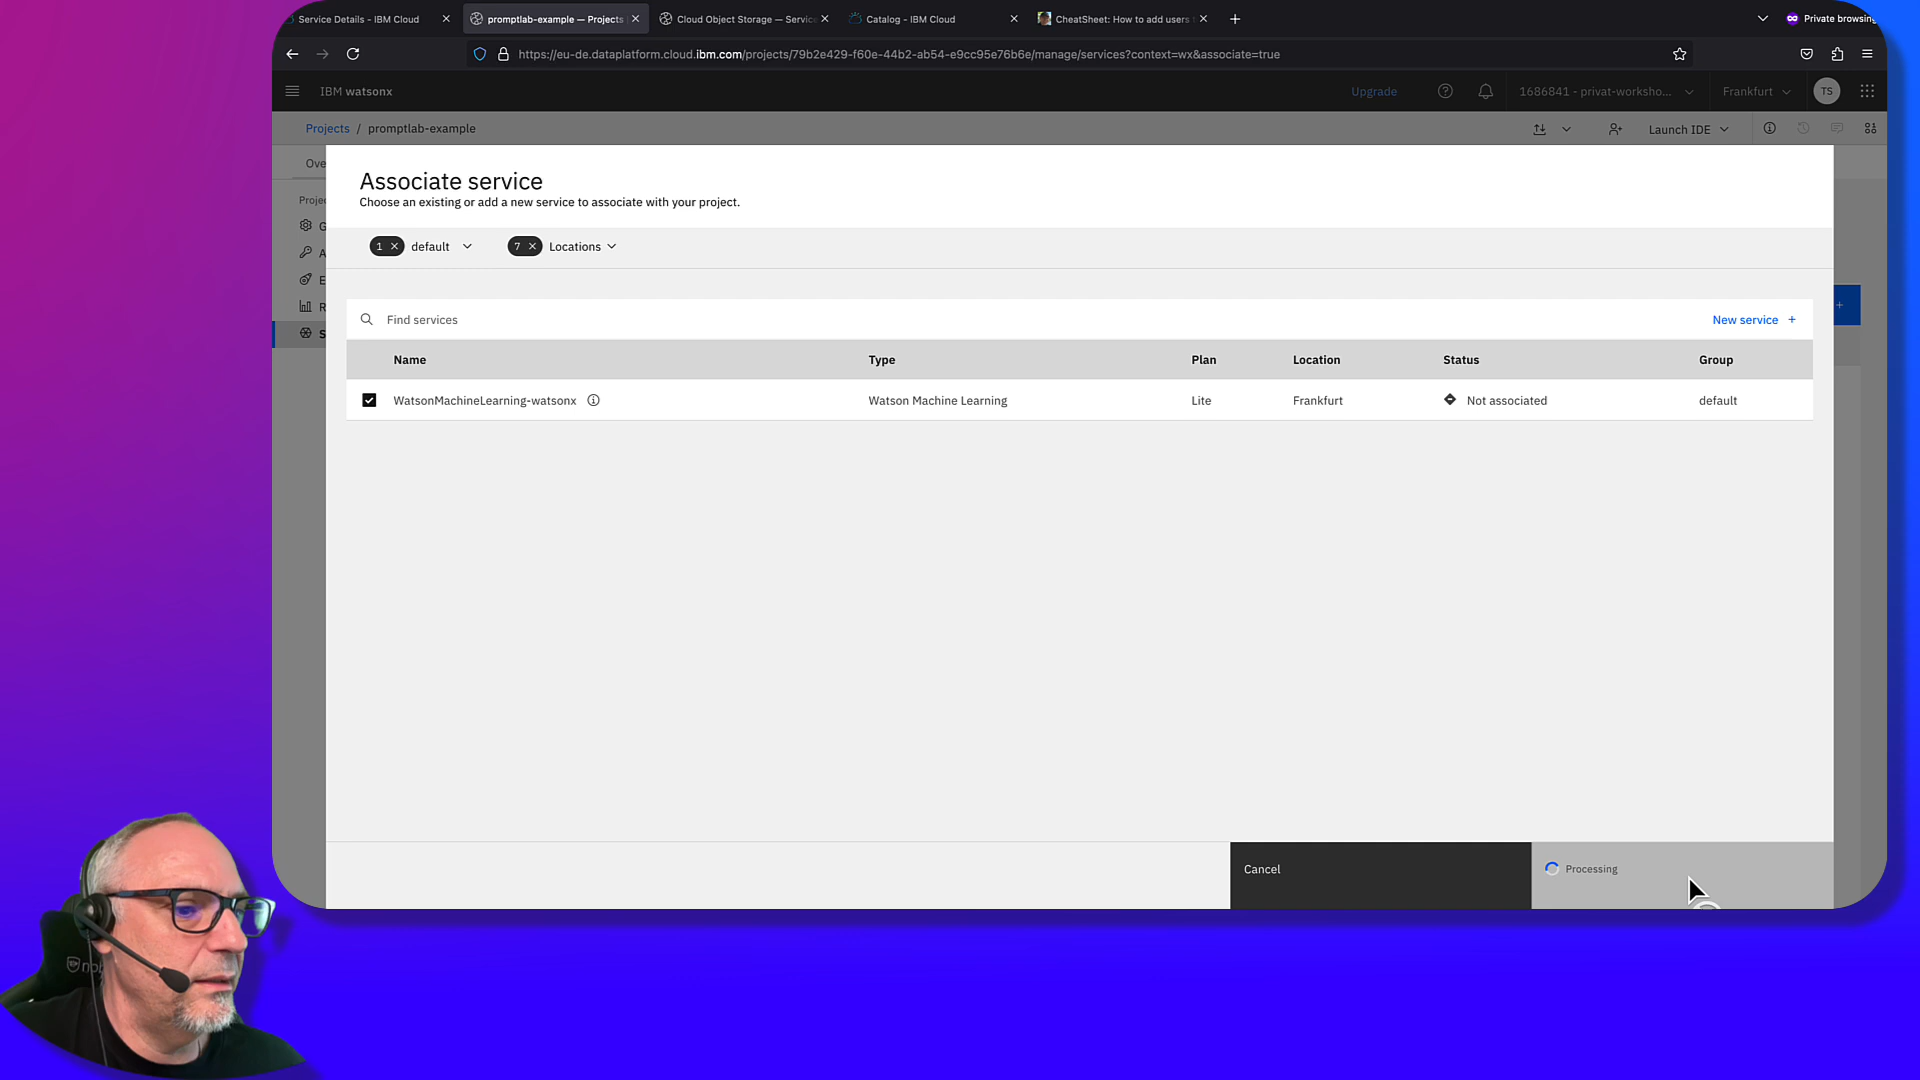 Service Details - IBM Cloud
promptlab-example — Projects
Cloud Object Storage — Service
Catalog - IBM Cloud
CheatSheet: How to add users
Private browsing
https://eu-de.dataplatform.cloud.ibm.com/projects/79b2e429-f60e-44b2-ab54-e9cc95e76b6e/manage/services?context=wx&associate=true
IBM watsonx
Upgrade
1686841 - privat-worksho...
Frankfurt
TS
Projects / promptlab-example
Launch IDE
Ove
Associate service
Choose an existing or add a new service to associate with your project.
Projec
G
A
E
R
S
1 default
7 Locations
Find services
New service +
Name Type Plan Location Status Group
WatsonMachineLearning-watsonx Watson Machine Learning Lite Frankfurt Not associated default
Cancel
Processing